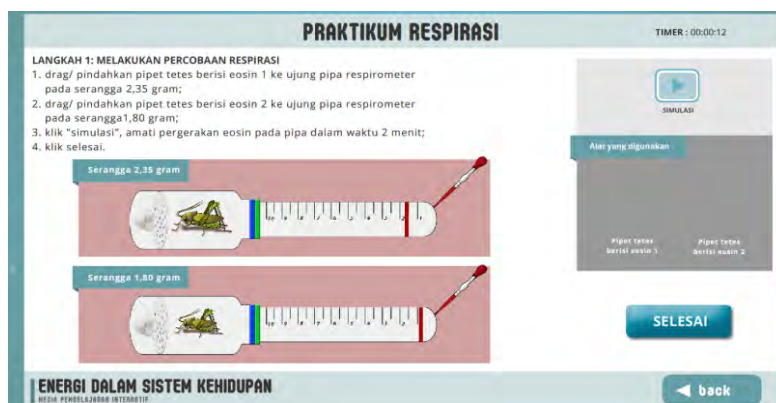 PRAKTIKUM RESPIRASI
TIMER : 00:00:12
LANGKAH 1: MELAKUKAN PERCOBAAN RESPIRASI
1. drag/ pindahkan pipet tetes berisi eosin 1 ke ujung pipa respirometer
pada serangga 2,35 gram;
2. drag/ pindahkan pipet tetes berisi eosin 2 ke ujung pipa respirometer
pada serangga1,80 gram;
3. klik "simulasi", amati pergerakan eosin pada pipa dalam waktu 2 menit;
4. klik selesai.
SIMULASI
Alat yang digunakan
Pipet tetes
berisi eosin 1
Pipet tetes
berisi eosin 2
Serangga 2,35 gram
Serangga 1,80 gram
SELESAI
ENERGI DALAM SISTEM KEHIDUPAN
MEDIA PEMBELAJARAN INTERAKTIF
back